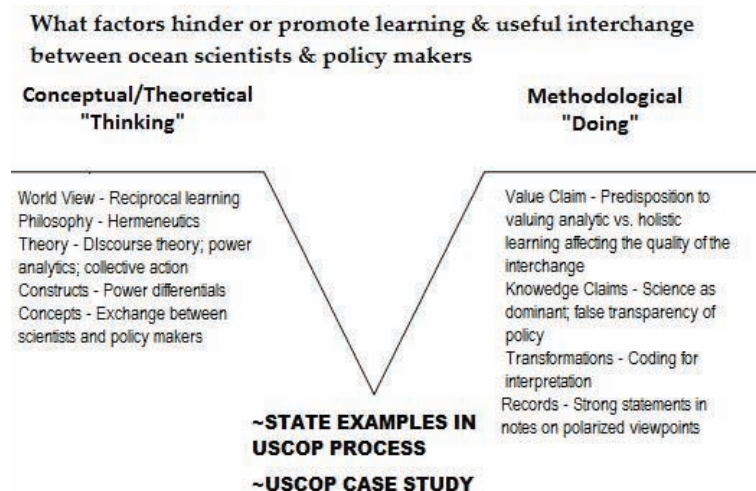 What factors hinder or promote learning & useful interchange
between ocean scientists & policy makers
Conceptual/Theoretical
"Thinking"
World View - Reciprocal learning
Philosophy - Hermeneutics
Theory - DIscourse theory; power
analytics; collective action
Constructs - Power differentials
Concepts - Exchange between
scientists and policy makers
Methodological
"Doing"
Value Claim - Predisposition to
valuing analytic vs. holistic
learning affecting the quality of the
interchange
Knowedge Claims - Science as
dominant; false transparency of
policy
Transformations - Coding for
interpretation
Records - Strong statements in
notes on polarized viewpoints
~STATE EXAMPLES IN
USCOP PROCESS
~USCOP CASE STUDY